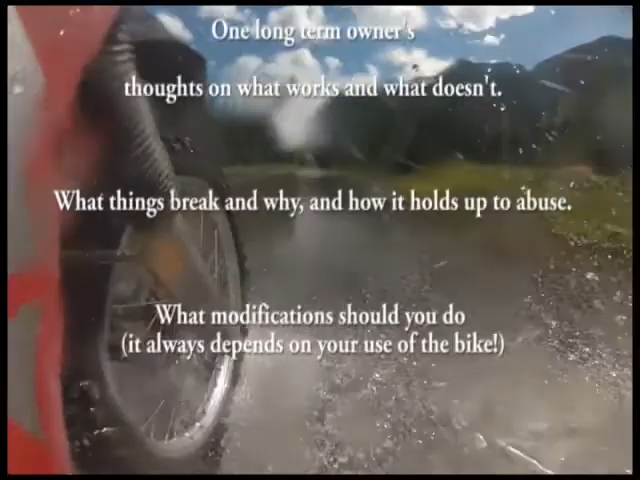 One long term owner's
thoughts on what works and what doesn't.
What things break and why, and how it holds up to abuse.
What modifications should you do
(it always depends on your use of the bike!)